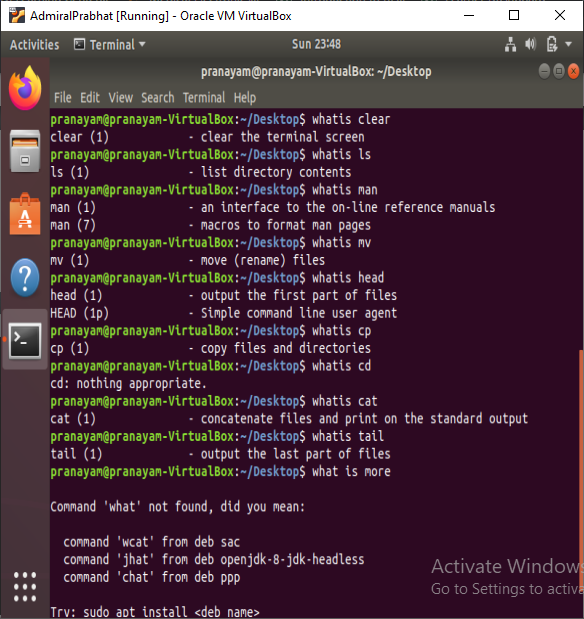 AdmiralPrabhat [Running] - Oracle VM VirtualBox
Activities Terminal Sun 23:48
pranayam@pranayam-VirtualBox: ~/Desktop
File Edit View Search Terminal Help
pranayam@pranayam-VirtualBox:~/Desktop$ whatis clear
clear (1) - clear the terminal screen
pranayam@pranayam-VirtualBox:~/Desktop$ whatis ls
ls (1) - list directory contents
pranayam@pranayam-VirtualBox:~/Desktop$ whatis man
man (1) - an interface to the on-line reference manuals
man (7) - macros to format man pages
pranayam@pranayam-VirtualBox:~/Desktop$ whatis mv
mv (1) - move (rename) files
pranayam@pranayam-VirtualBox:~/Desktop$ whatis head
head (1) - output the first part of files
HEAD (1p) - Simple command line user agent
pranayam@pranayam-VirtualBox:~/Desktop$ whatis cp
cp (1) - copy files and directories
pranayam@pranayam-VirtualBox:~/Desktop$ whatis cd
cd: nothing appropriate.
pranayam@pranayam-VirtualBox:~/Desktop$ whatis cat
cat (1) - concatenate files and print on the standard output
pranayam@pranayam-VirtualBox:~/Desktop$ whatis tail
tail (1) - output the last part of files
pranayam@pranayam-VirtualBox:~/Desktop$ what is more
Command 'what' not found, did you mean:
command 'wcat' from deb sac
command 'jhat' from deb openjdk-8-jdk-headless
command 'chat' from deb ppp
Try: sudo apt install <deb name>
Activate Windows
Go to Settings to activa